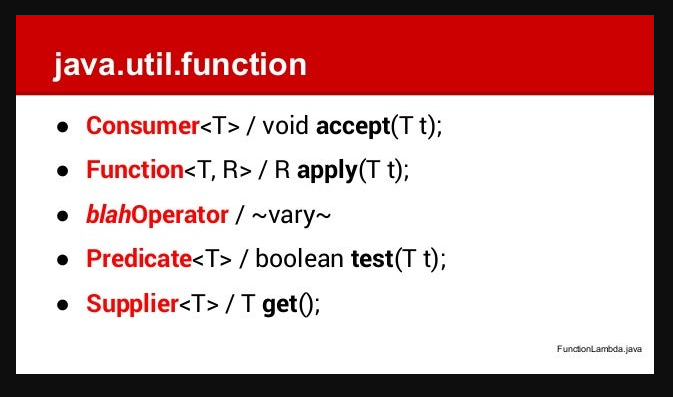 java.util.function
● Consumer<T> / void accept(T t);
● Function<T, R> / R apply(T t);
● blahOperator / ~vary~
● Predicate<T> / boolean test(T t);
● Supplier<T> / T get();
FunctionLambda.java